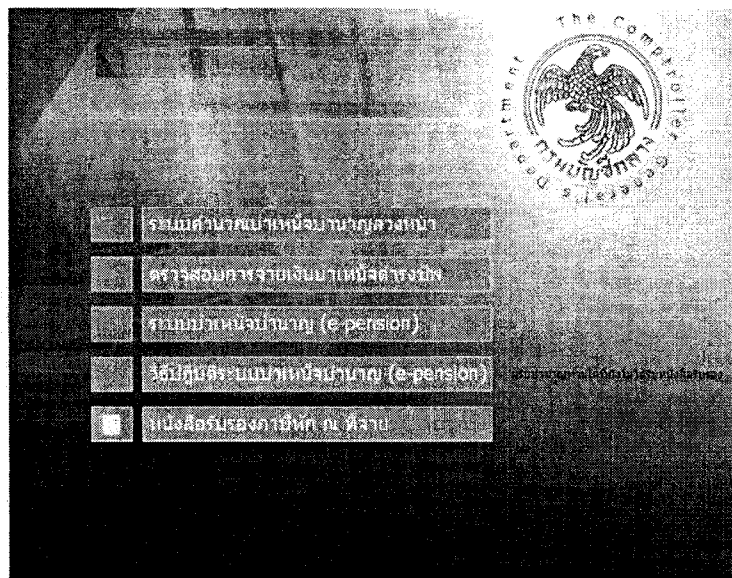 The Comptroller General's Department
กรมบัญชีกลาง
ระบบคำนวณบำเหน็จบำนาญล่วงหน้า
ตรวจสอบการจ่ายเงินบำเหน็จดำรงชีพ
ระบบบำเหน็จบำนาญ (e-pension)
วิธีปฏิบัติระบบบำเหน็จบำนาญ (e-pension)
หนังสือรับรองภาษีหัก ณ ที่จ่าย